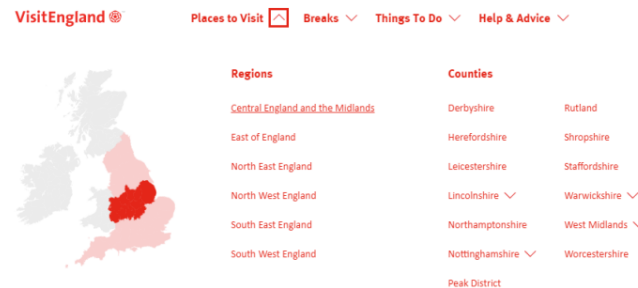 VisitEngland
Places to Visit Breaks Things To Do Help & Advice
Regions Counties
Central England and the Midlands Derbyshire Rutland
East of England Herefordshire Shropshire
North East England Leicestershire Staffordshire
North West England Lincolnshire Warwickshire
South East England Northamptonshire West Midlands
South West England Nottinghamshire Worcestershire
Peak District